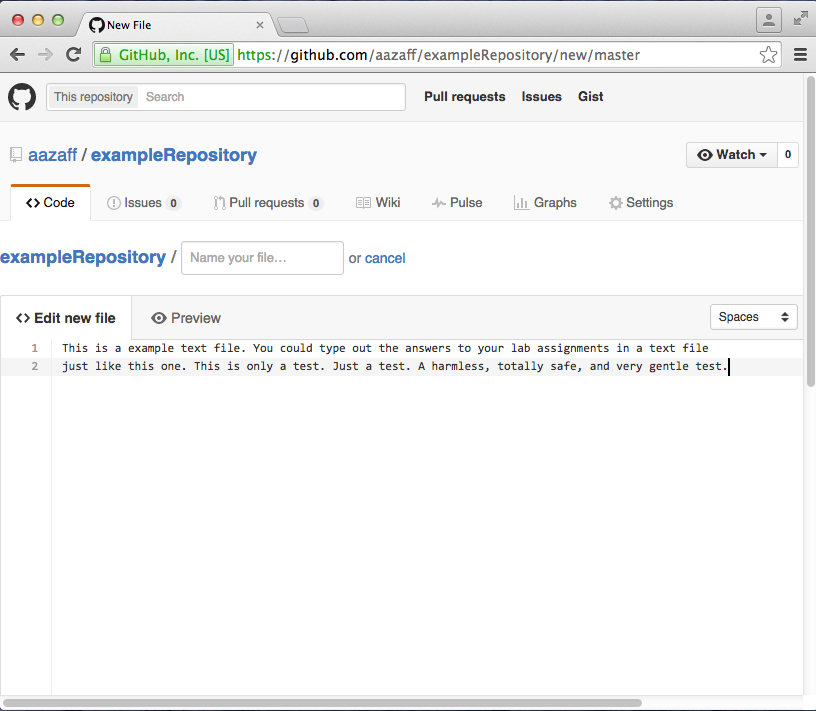 New File
GitHub, Inc. [US] https://github.com/aazaff/exampleRepository/new/master
This repository Search Pull requests Issues Gist
aazaff / exampleRepository Watch 0
Code Issues 0 Pull requests 0 Wiki Pulse Graphs Settings
exampleRepository / Name your file... or cancel
Edit new file Preview Spaces
1 This is a example text file. You could type out the answers to your lab assignments in a text file
2 just like this one. This is only a test. Just a test. A harmless, totally safe, and very gentle test.